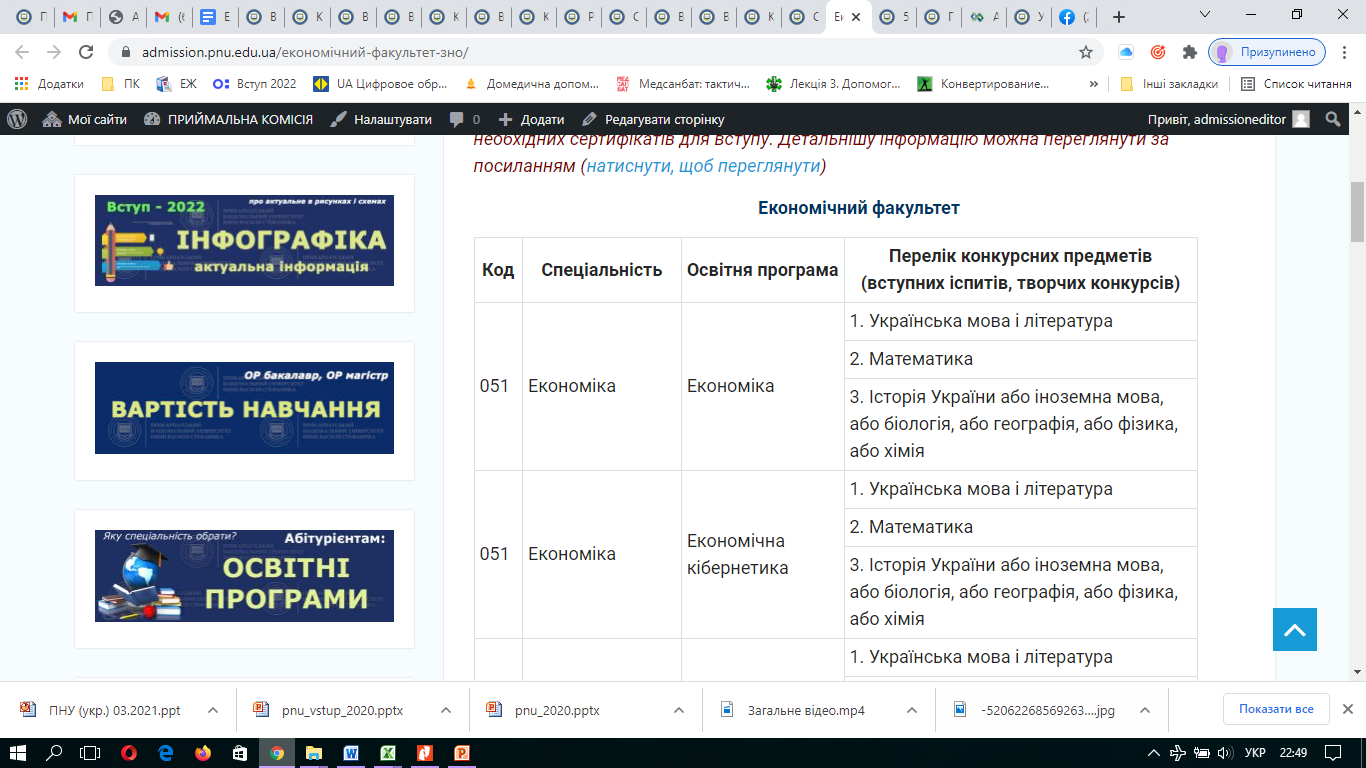 П
М
П
А
М (6
Е
В
К
В
В
К
В
К
Р
С
В
В
К
С
Ек
5
Г
А
У
(2
admission.pnu.edu.ua/економічний-факультет-зно/
Призупинено
Додатки
ПК
ЕЖ
Вступ 2022
UA Цифрове обр...
Домедична допом...
Медсанбат: тактич...
Лекція 3. Допомог...
Конвертирование...
»
Інші закладки
Список читання
Мої сайти
ПРИЙМАЛЬНА КОМІСІЯ
Налаштувати
0
Додати
Редагувати сторінку
Привіт, admissioneditor
необхідних сертифікатів для вступу. Детальнішу інформацію можна переглянути за
посиланням (натиснути, щоб переглянути)
Вступ - 2022
про актуальне в рисунках і схемах
ІНФОГРАФІКА
актуальна інформація
ОР бакалавр, ОР магістр
ВАРТІСТЬ НАВЧАННЯ
Яку спеціальність обрати?
Абітурієнтам:
ОСВІТНІ
ПРОГРАМИ
Економічний факультет
Код
Спеціальність
Освітня програма
Перелік конкурсних предметів
(вступних іспитів, творчих конкурсів)
051
Економіка
Економіка
1. Українська мова і література
2. Математика
3. Історія України або іноземна мова,
або біологія, або географія, або фізика,
або хімія
051
Економіка
Економічна
кібернетика
1. Українська мова і література
2. Математика
3. Історія України або іноземна мова,
або біологія, або географія, або фізика,
або хімія
1. Українська мова і література
ПНУ (укр.) 03.2021.ppt
pnu_vstup_2020.pptx
pnu_2020.pptx
Загальне відео.mp4
-52062268569263....jpg
Показати все
УКР
22:49